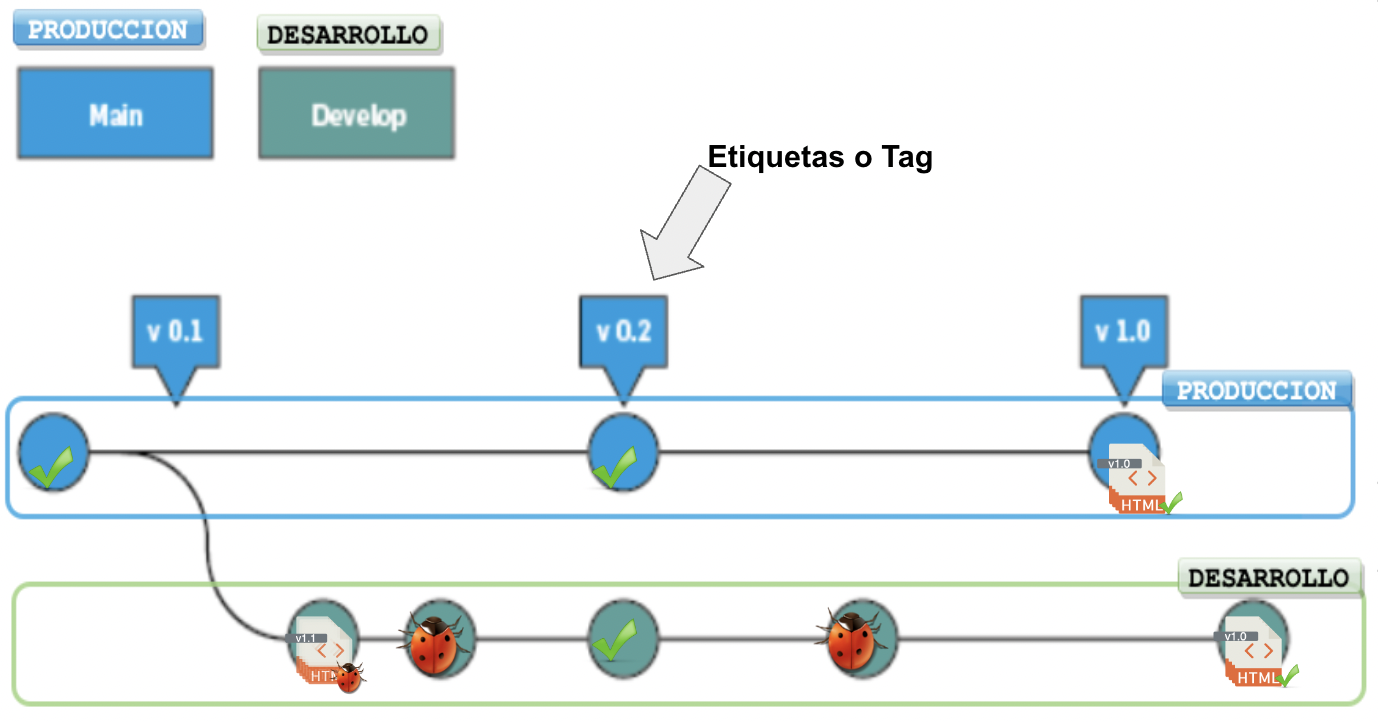 PRODUCCION
DESARROLLO
Main
Develop
Etiquetas o Tag
v 0.1
v 0.2
v 1.0
PRODUCCION
v1.0
HTML
DESARROLLO
v1.1
HTM
v1.0
HTML